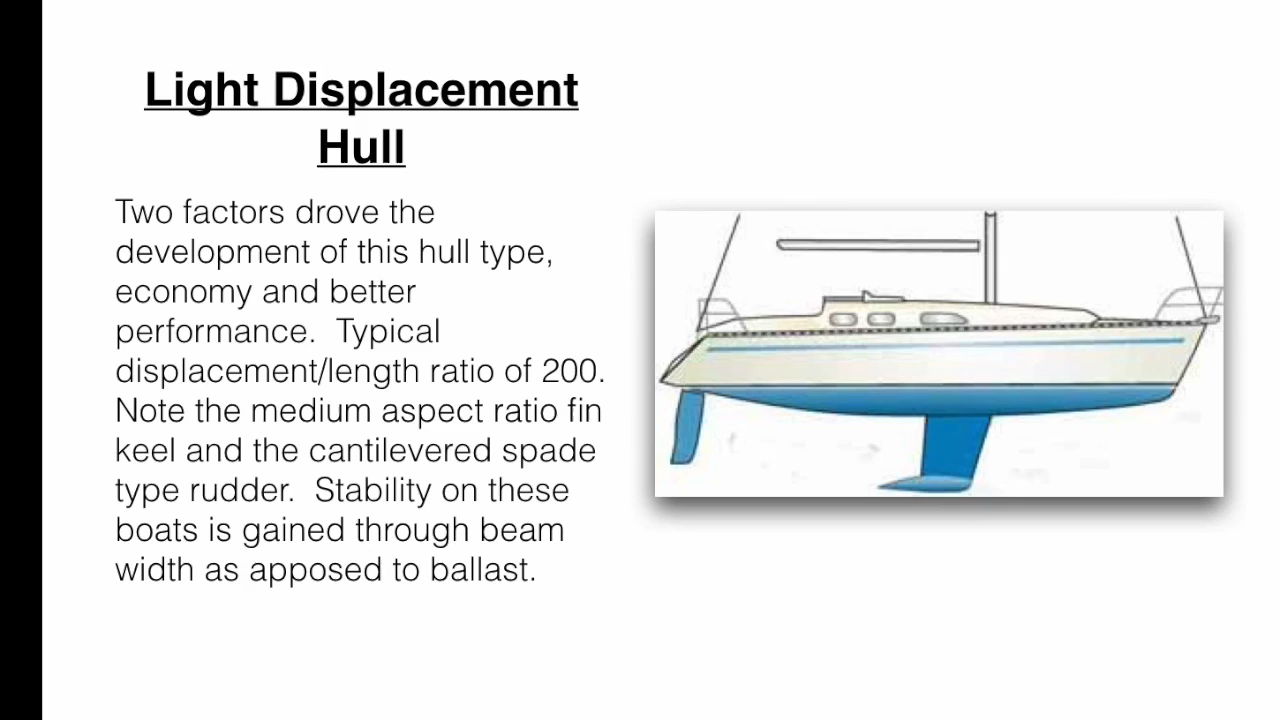 Light Displacement
Hull
Two factors drove the
development of this hull type,
economy and better
performance.  Typical
displacement/length ratio of 200.
Note the medium aspect ratio fin
keel and the cantilevered spade
type rudder.  Stability on these
boats is gained through beam
width as apposed to ballast.